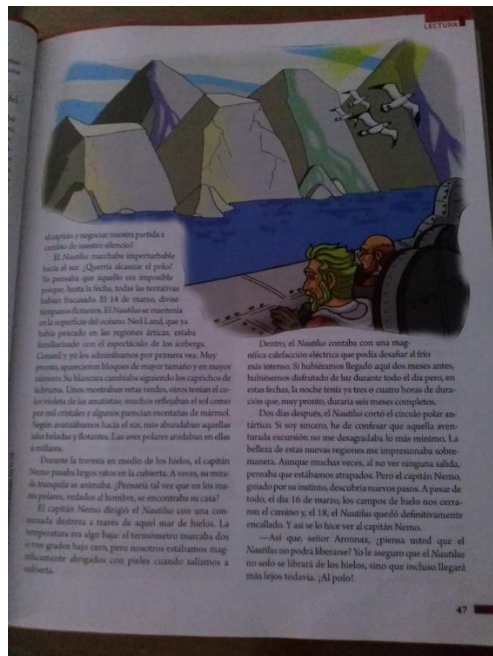 LECTURA
al capitán y negociar nuestra partida a
cambio de nuestro silencio?
El Nautilus marchaba imperturbable
hacia el sur. ¿Querría alcanzar el polo?
Yo pensaba que aquello era imposible
porque, hasta la fecha, todas las tentativas
habían fracasado. El 14 de marzo, divisé
témpanos flotantes. El Nautilus se mantenía
en la superficie del océano. Ned Land, que ya
había pescado en las regiones árticas, estaba
familiarizado con el espectáculo de los icebergs.
Conseil y yo los admirábamos por primera vez. Muy
pronto, aparecieron bloques de mayor tamaño y en mayor
número. Su blancura cambiaba siguiendo los caprichos de
la bruma. Unos mostraban vetas verdes, otros tenían el co-
lor violeta de las amatistas; muchos reflejaban el sol como
por mil cristales y algunos parecían montañas de mármol.
Según avanzábamos hacia el sur, más abundaban aquellas
islas heladas y flotantes. Las aves polares anidaban en ellas
a millares.
Durante la travesía en medio de los hielos, el capitán
Nemo pasaba largos ratos en la cubierta. A veces, su mira-
da tranquila se animaba. ¿Pensaría tal vez que en los ma-
res polares, vedados al hombre, se encontraba su casa?
El capitán Nemo dirigió el Nautilus con una con-
sumada destreza a través de aquel mar de hielos. La
temperatura era algo baja: el termómetro marcaba dos
o tres grados bajo cero, pero nosotros estábamos mag-
níficamente abrigados con pieles cuando salíamos a
cubierta.
Dentro, el Nautilus contaba con una mag-
nífica calefacción eléctrica que podía desafiar al frío
más intenso. Si hubiéramos llegado aquí dos meses antes,
hubiésemos disfrutado de luz durante todo el día pero, en
estas fechas, la noche tenía ya tres o cuatro horas de dura-
ción que, muy pronto, duraría seis meses completos.
Dos días después, el Nautilus cortó el círculo polar an-
tártico. Si soy sincero, he de confesar que aquella aven-
turada excursión no me desagradaba lo más mínimo. La
belleza de estas nuevas regiones me impresionaba sobre-
manera. Aunque muchas veces, al no ver ninguna salida,
pensaba que estábamos atrapados. Pero el capitán Nemo,
guiado por su instinto, descubría nuevos pasos. A pesar de
todo, el día 16 de marzo, los campos de hielo nos cerra-
ron el camino y, el 18, el Nautilus quedó definitivamente
encallado. Y así se lo hice ver al capitán Nemo.
—Así que, señor Aronnax, ¿piensa usted que el
Nautilus no podrá liberarse? Yo le aseguro que el Nautilus
no solo se librará de los hielos, sino que incluso llegará
más lejos todavía. ¡Al polo!
47